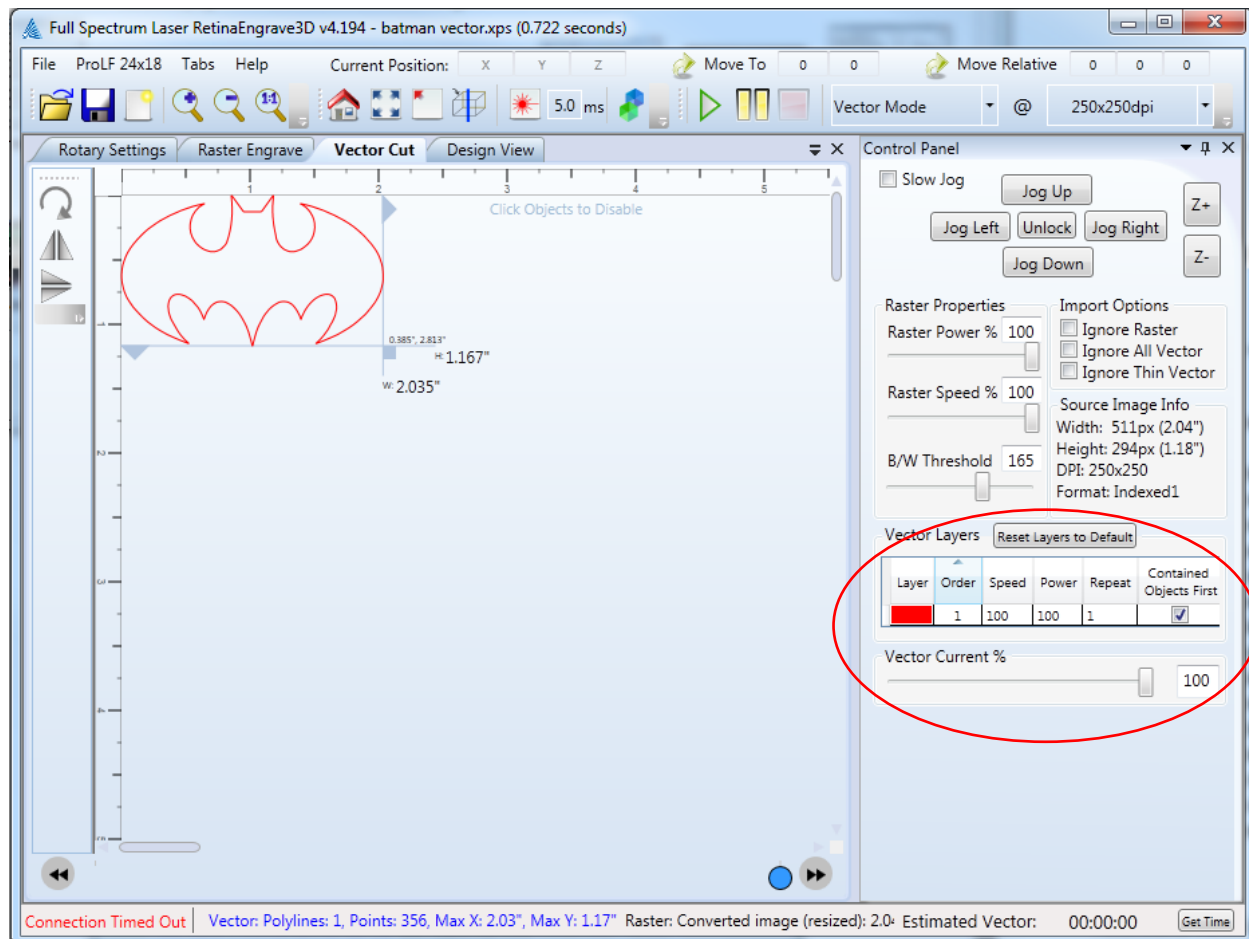 Full Spectrum Laser RetinaEngrave3D v4.194 - batman vector.xps (0.722 seconds)
File ProLF 24x18 Tabs Help Current Position: X Y Z Move To 0 0 Move Relative 0 0 0
1:1 5.0 ms Vector Mode @ 250x250dpi
Rotary Settings Raster Engrave Vector Cut Design View
1 2 3 4 5
Click Objects to Disable
0.385", 2.813"
H: 1.167"
W: 2.035"
1
2
3
4
5
Control Panel
Slow Jog
Jog Up
Z+
Jog Left Unlock Jog Right
Jog Down
Z-
Raster Properties
Raster Power % 100
Raster Speed % 100
B/W Threshold 165
Import Options
Ignore Raster
Ignore All Vector
Ignore Thin Vector
Source Image Info
Width: 511px (2.04")
Height: 294px (1.18")
DPI: 250x250
Format: Indexed1
Vector Layers Reset Layers to Default
Layer Order Speed Power Repeat Contained
Objects First
1 100 100 1
Vector Current %
100
Connection Timed Out Vector: Polylines: 1, Points: 356, Max X: 2.03", Max Y: 1.17" Raster: Converted image (resized): 2.04 Estimated Vector: 00:00:00 Get Time